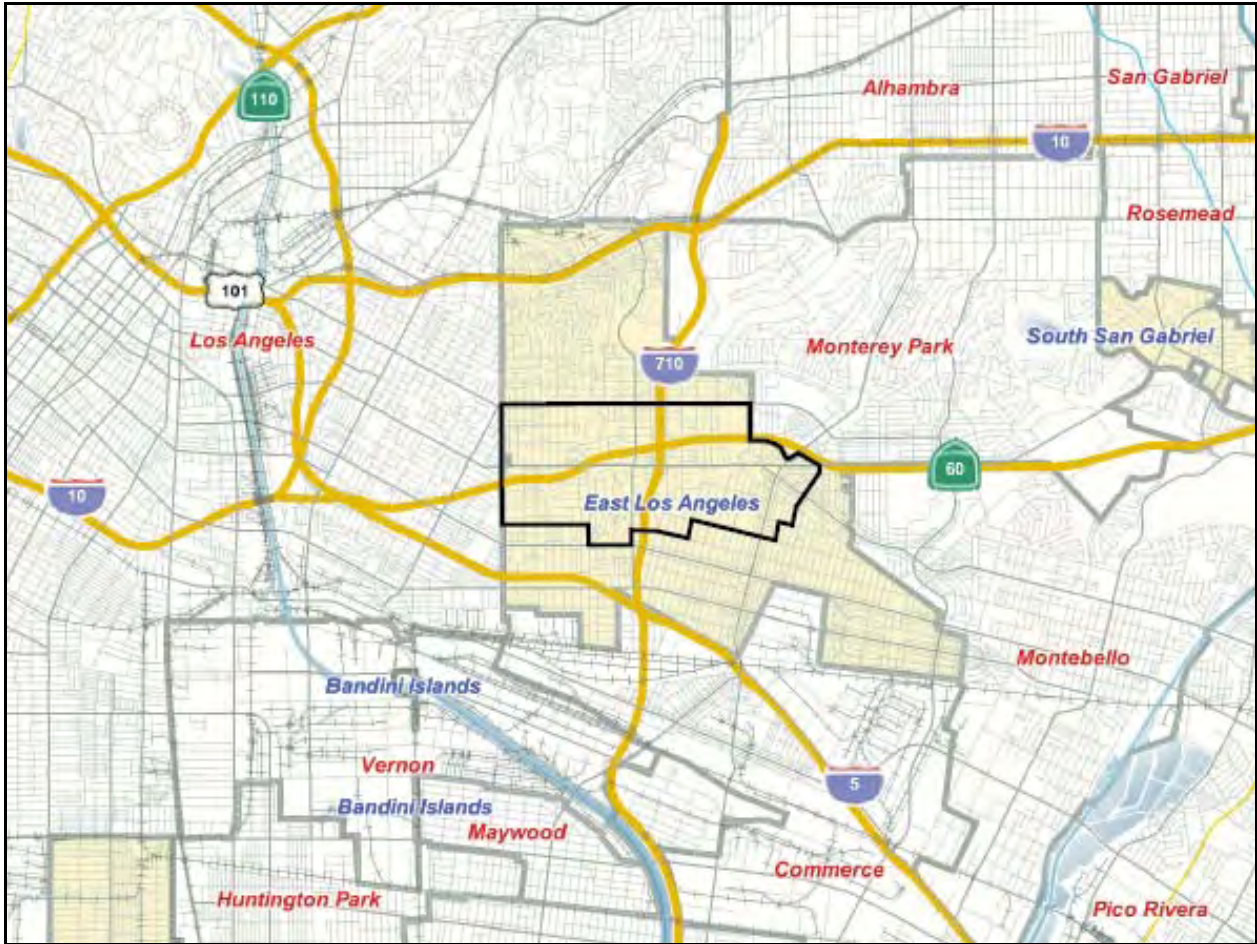 San Gabriel
Alhambra
110
10
Rosemead
101
Los Angeles
South San Gabriel
Monterey Park
710
60
10
East Los Angeles
Montebello
Bandini Islands
Vernon
5
Bandini Islands
Maywood
Commerce
Huntington Park
Pico Rivera